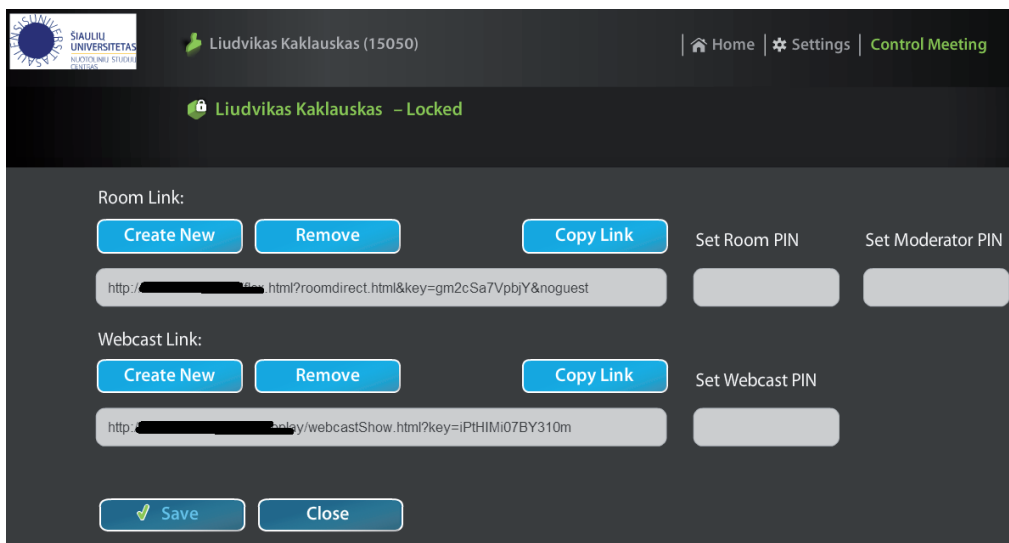 ŠIAULIŲ
UNIVERSITETAS
NUOTOLINIŲ STUDIJŲ
CENTRAS
Liudvikas Kaklauskas (15050)
Home
Settings
Control Meeting
Liudvikas Kaklauskas – Locked
Room Link:
Create New
Remove
Copy Link
Set Room PIN
Set Moderator PIN
http:/ .html?roomdirect.html&key=gm2cSa7VpbjY&noguest
Webcast Link:
Create New
Remove
Copy Link
Set Webcast PIN
http: play/webcastShow.html?key=iPtHIMi07BY310m
Save
Close